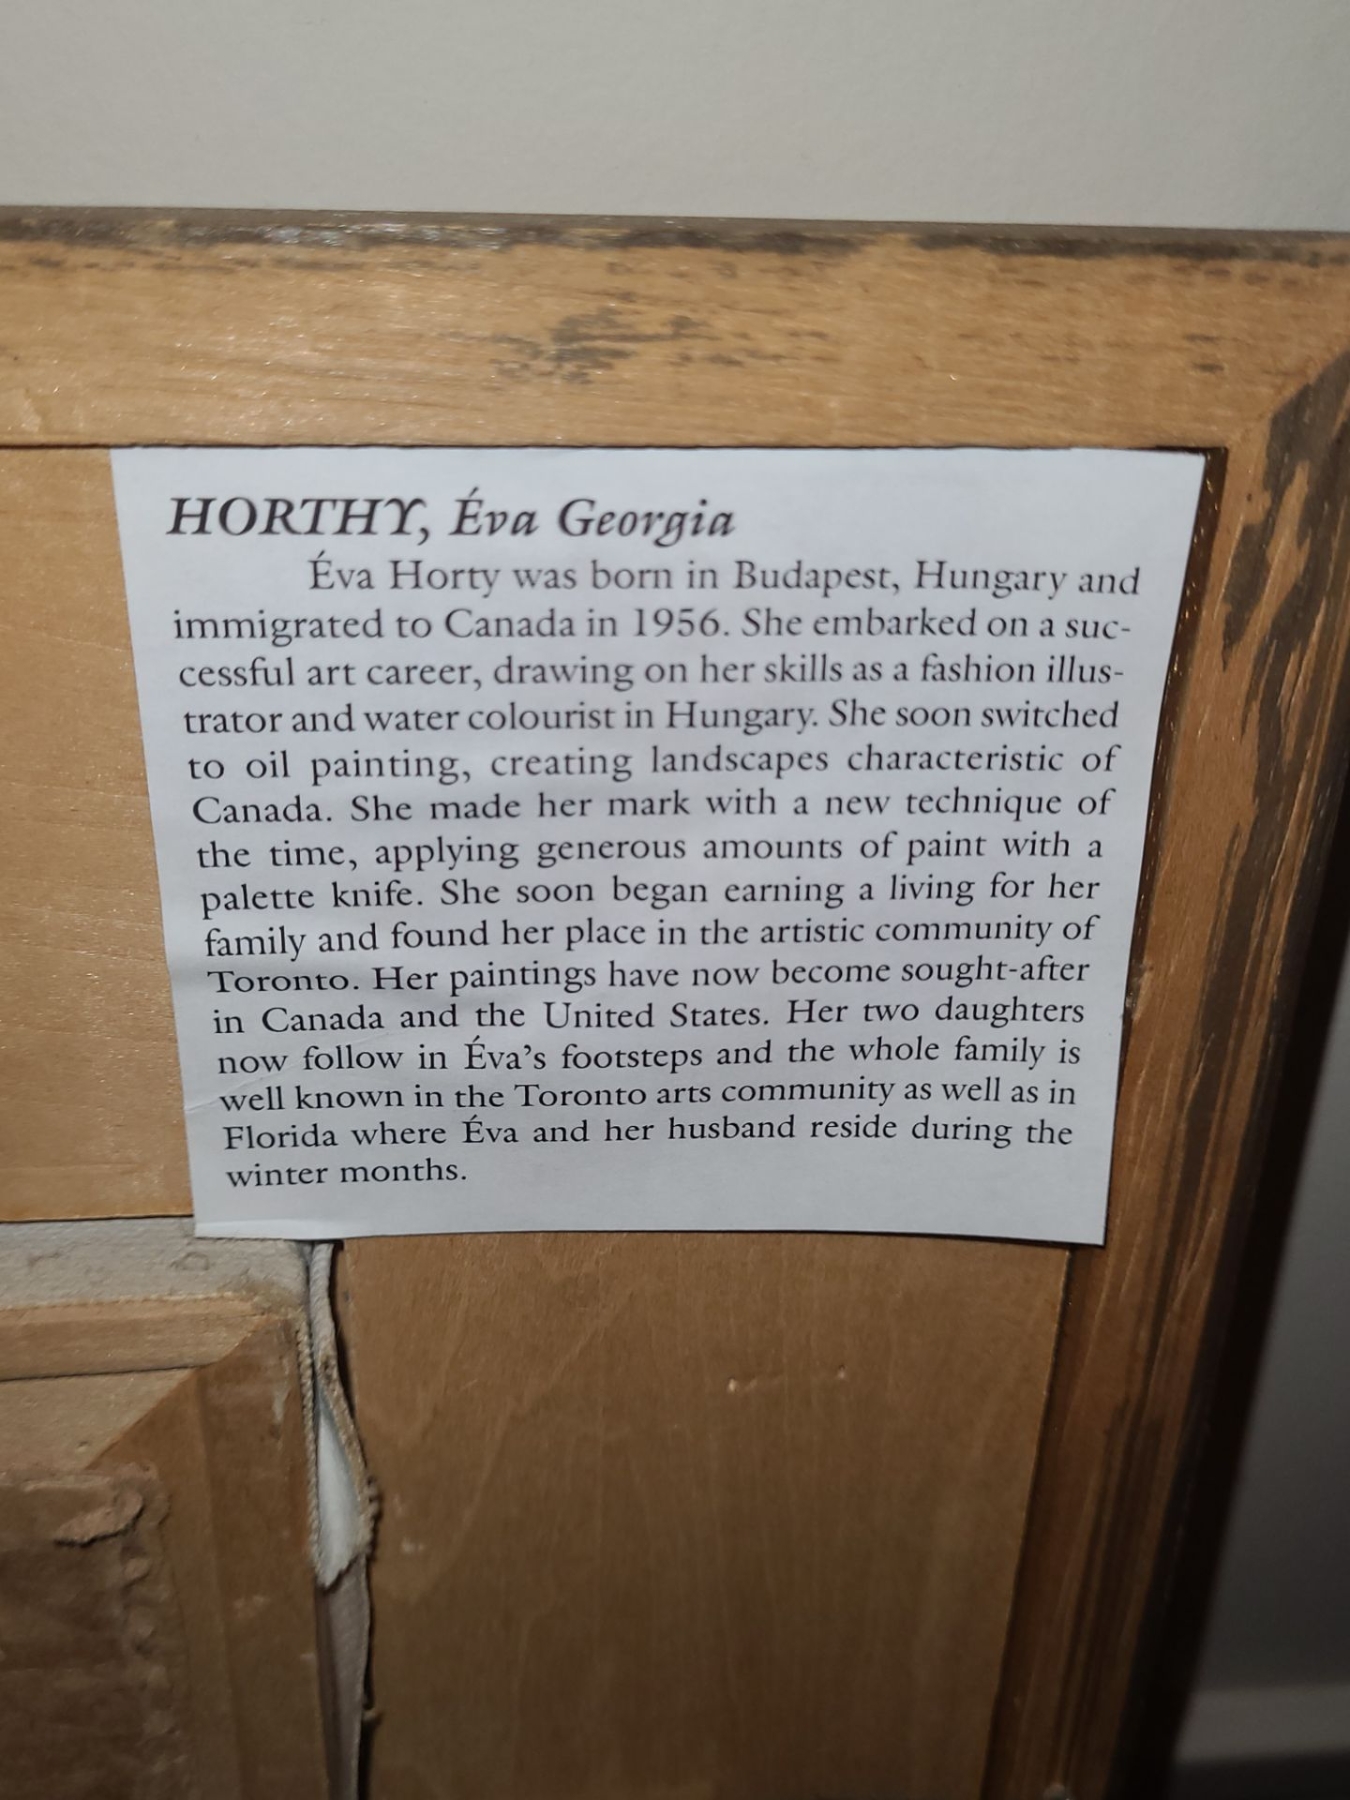 HORTHY, Éva Georgia
Éva Horty was born in Budapest, Hungary and
immigrated to Canada in 1956. She embarked on a suc-
cessful art career, drawing on her skills as a fashion illus-
trator and water colourist in Hungary. She soon switched
to oil painting, creating landscapes characteristic of
Canada. She made her mark with a new technique of
the time, applying generous amounts of paint with a
palette knife. She soon began earning a living for her
family and found her place in the artistic community of
Toronto. Her paintings have now become sought-after
in Canada and the United States. Her two daughters
now follow in Éva's footsteps and the whole family is
well known in the Toronto arts community as well as in
Florida where Éva and her husband reside during the
winter months.